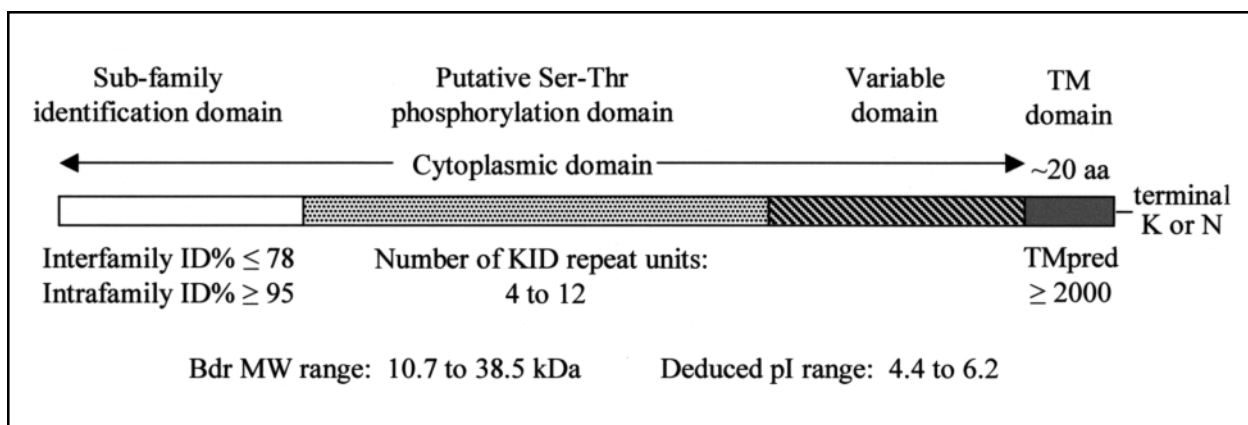 Sub-family
identification domain
Putative Ser-Thr
phosphorylation domain
Variable
domain
TM
domain
Cytoplasmic domain
~20 aa
terminal
K or N
Interfamily ID% ≤ 78
Intrafamily ID% ≥ 95
Number of KID repeat units:
4 to 12
TMpred
≥ 2000
Bdr MW range: 10.7 to 38.5 kDa
Deduced pI range: 4.4 to 6.2